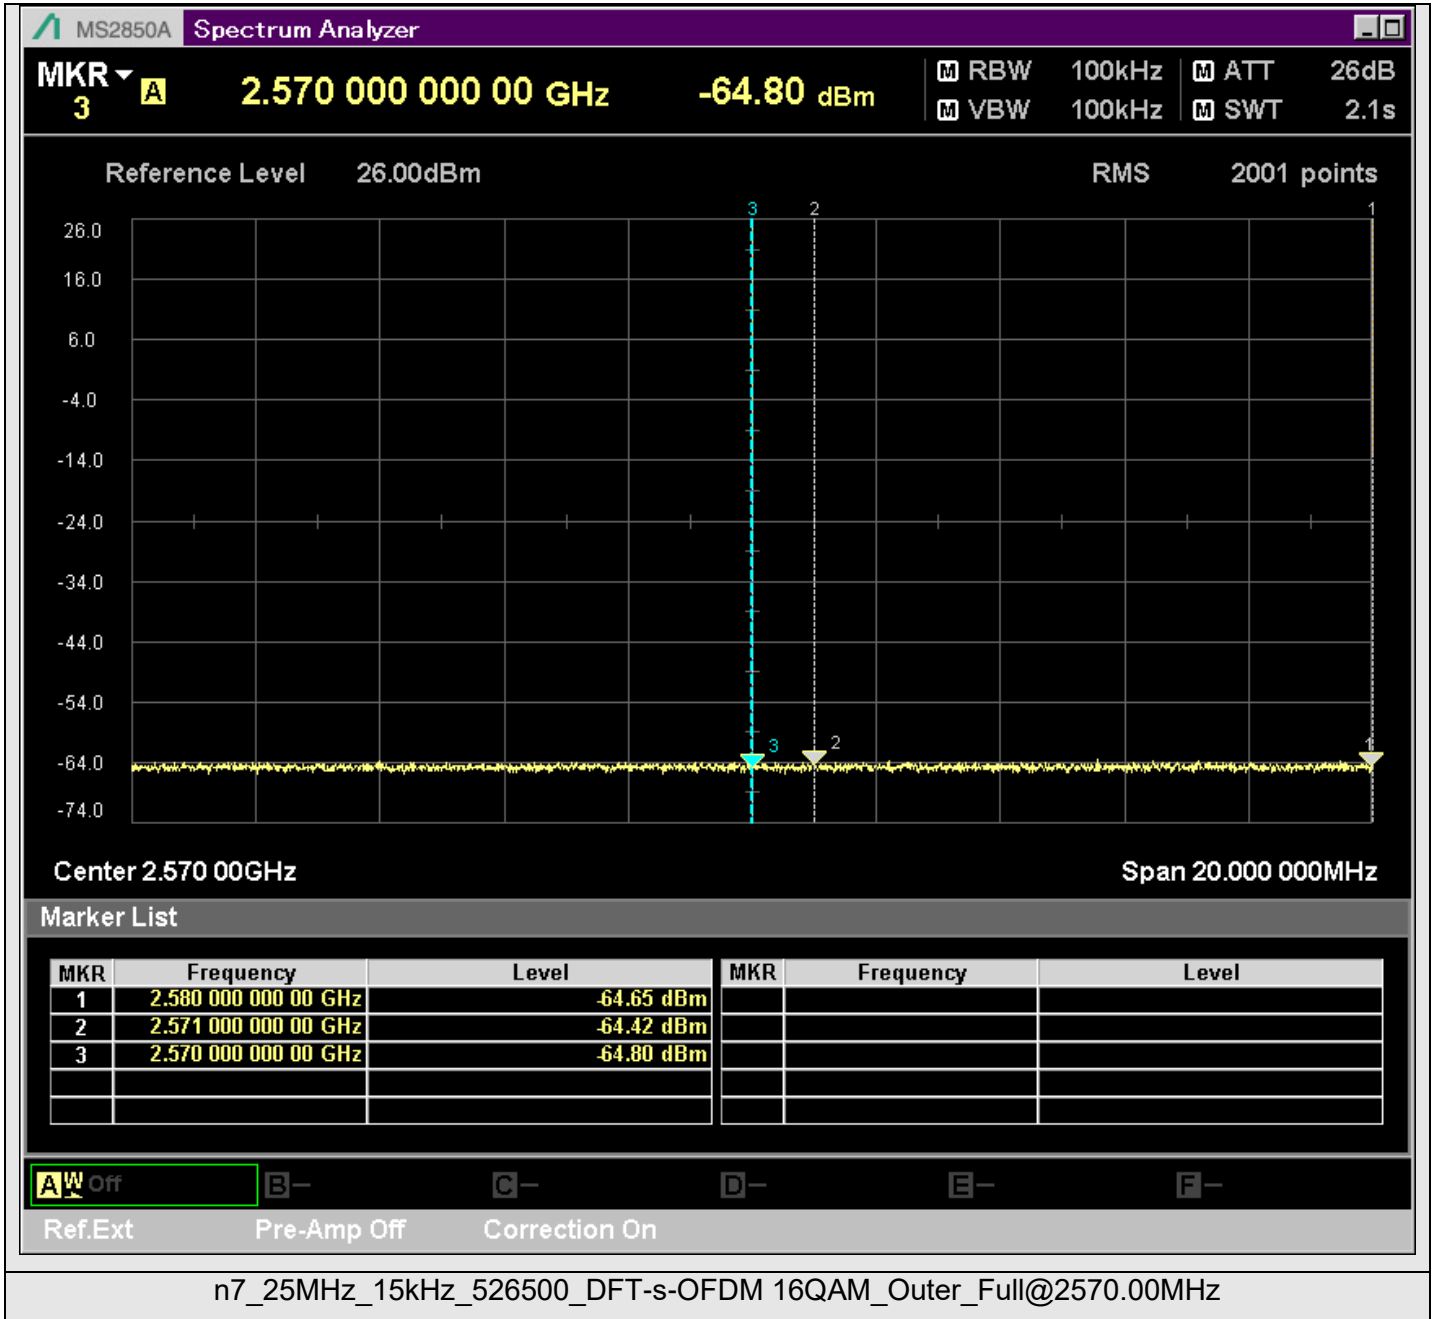 MS2850A Spectrum Analyzer
MKR A 2.570 000 000 00 GHz -64.80 dBm M RBW 100kHz M ATT 26dB
3 M VBW 100kHz M SWT 2.1s
Reference Level 26.00dBm RMS 2001 points
3 2 1
26.0
16.0
6.0
-4.0
-14.0
-24.0
-34.0
-44.0
-54.0
3 2 1
-64.0
-74.0
Center 2.570 00GHz Span 20.000 000MHz
Marker List
MKR Frequency Level MKR Frequency Level
1 2.580 000 000 00 GHz -64.65 dBm
2 2.571 000 000 00 GHz -64.42 dBm
3 2.570 000 000 00 GHz -64.80 dBm
A W Off B – C – D – E – F –
Ref.Ext Pre-Amp Off Correction On
n7_25MHz_15kHz_526500_DFT-s-OFDM 16QAM_Outer_Full@2570.00MHz